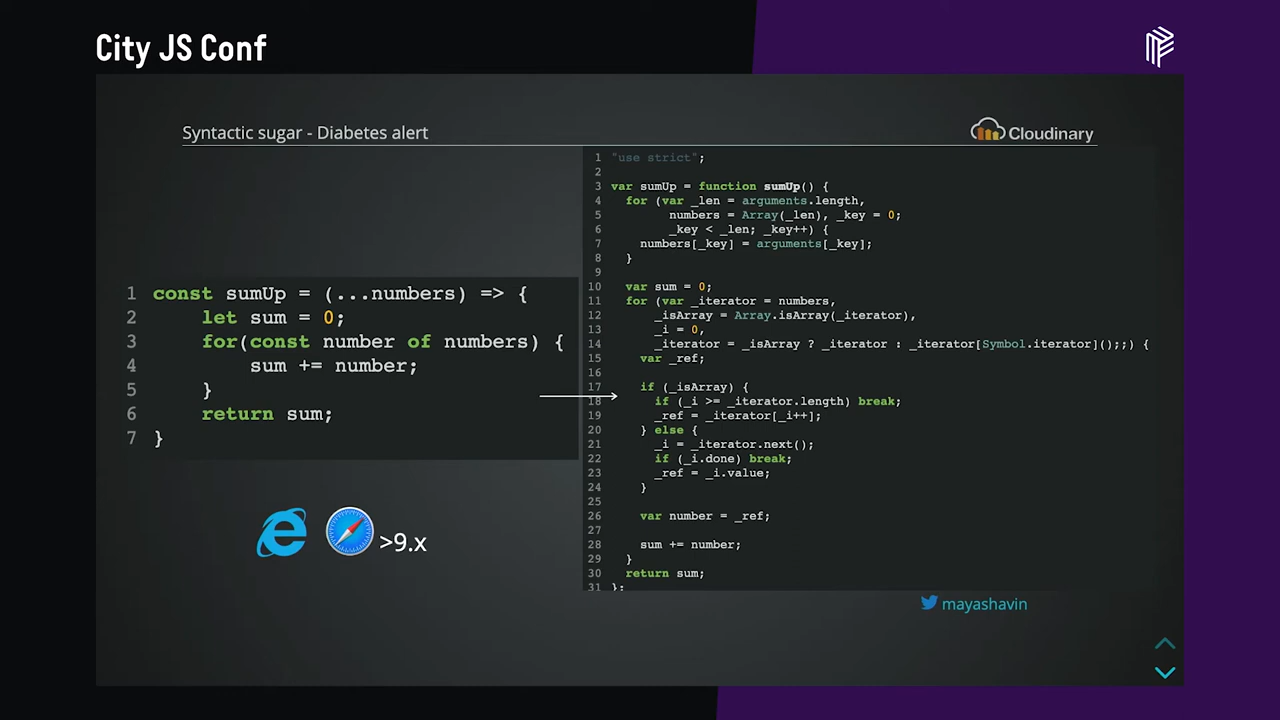 City JS Conf
Syntactic sugar - Diabetes alert
Cloudinary
1 const sumUp = (...numbers) => {
2     let sum = 0;
3     for(const number of numbers) {
4         sum += number;
5     }
6     return sum;
7 }
>9.x
1 "use strict";
2
3 var sumUp = function sumUp() {
4   for (var _len = arguments.length,
5         numbers = Array(_len), _key = 0;
6         _key < _len; _key++) {
7     numbers[_key] = arguments[_key];
8   }
9
10   var sum = 0;
11   for (var _iterator = numbers,
12       _isArray = Array.isArray(_iterator),
13       _i = 0,
14       _iterator = _isArray ? _iterator : _iterator[Symbol.iterator]();;) {
15     var _ref;
16
17     if (_isArray) {
18       if (_i >= _iterator.length) break;
19       _ref = _iterator[_i++];
20     } else {
21       _i = _iterator.next();
22       if (_i.done) break;
23       _ref = _i.value;
24     }
25
26     var number = _ref;
27
28     sum += number;
29   }
30   return sum;
31 };
mayashavin